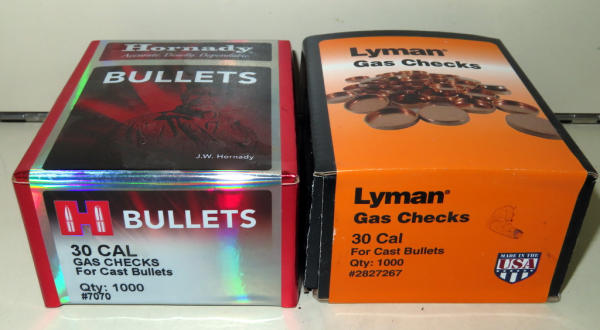 Hornady
Accurate. Deadly. Dependable.
BULLETS
J.W. Hornady
H BULLETS
30 CAL
GAS CHECKS
For Cast Bullets
Qty: 1000
#7070
Lyman®
Gas Checks
Lyman®
Gas Checks
30 Cal
For Cast Bullets
Qty: 1000
#2827267
MADE IN THE
USA